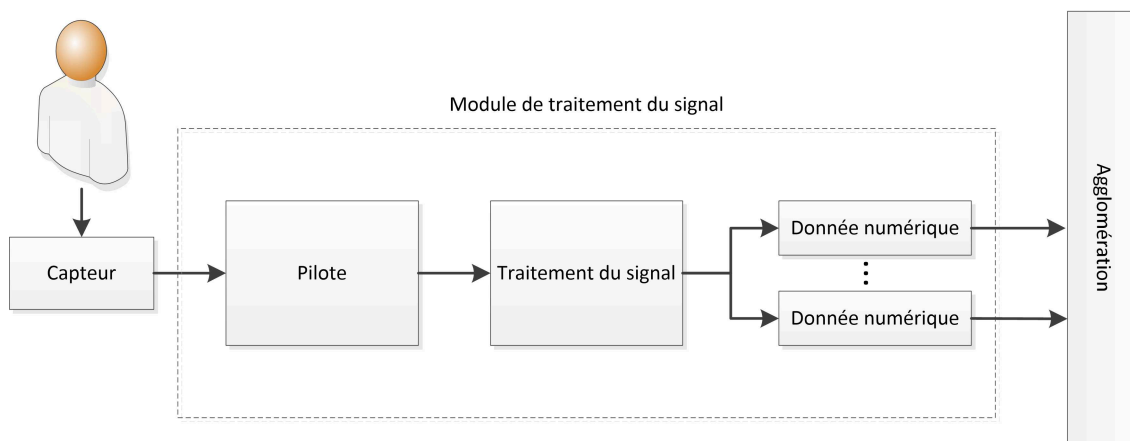 Module de traitement du signal
Capteur
Pilote
Traitement du signal
Donnée numérique
Donnée numérique
Agglomération